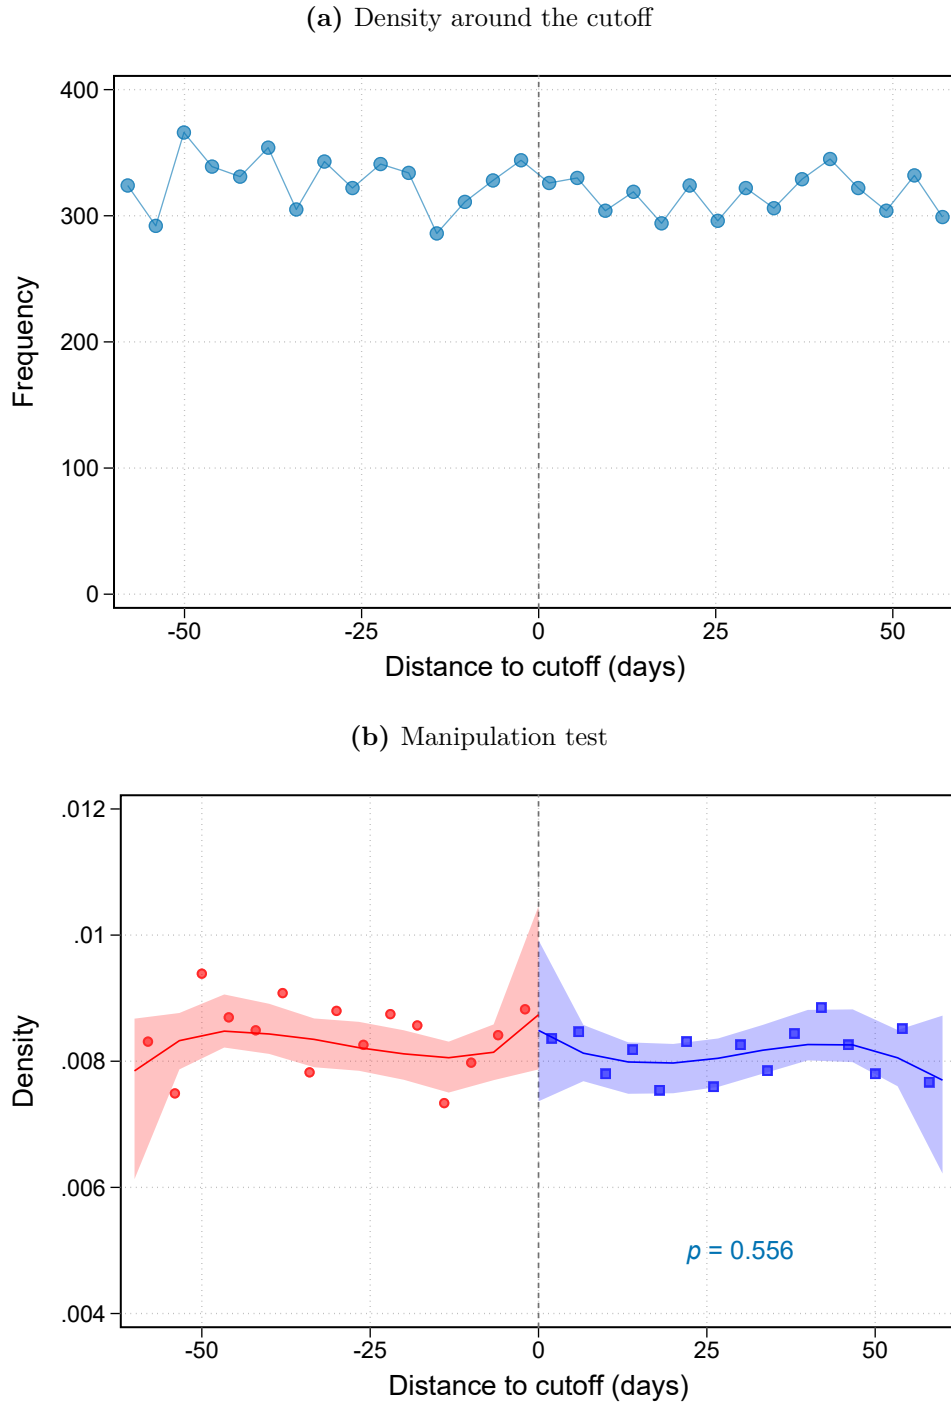 (a) Density around the cutoff
400
300
200
100
0
Frequency
-50 -25 0 25 50
Distance to cutoff (days)
(b) Manipulation test
.012
.01
.008
.006
.004
Density
p = 0.556
-50 -25 0 25 50
Distance to cutoff (days)